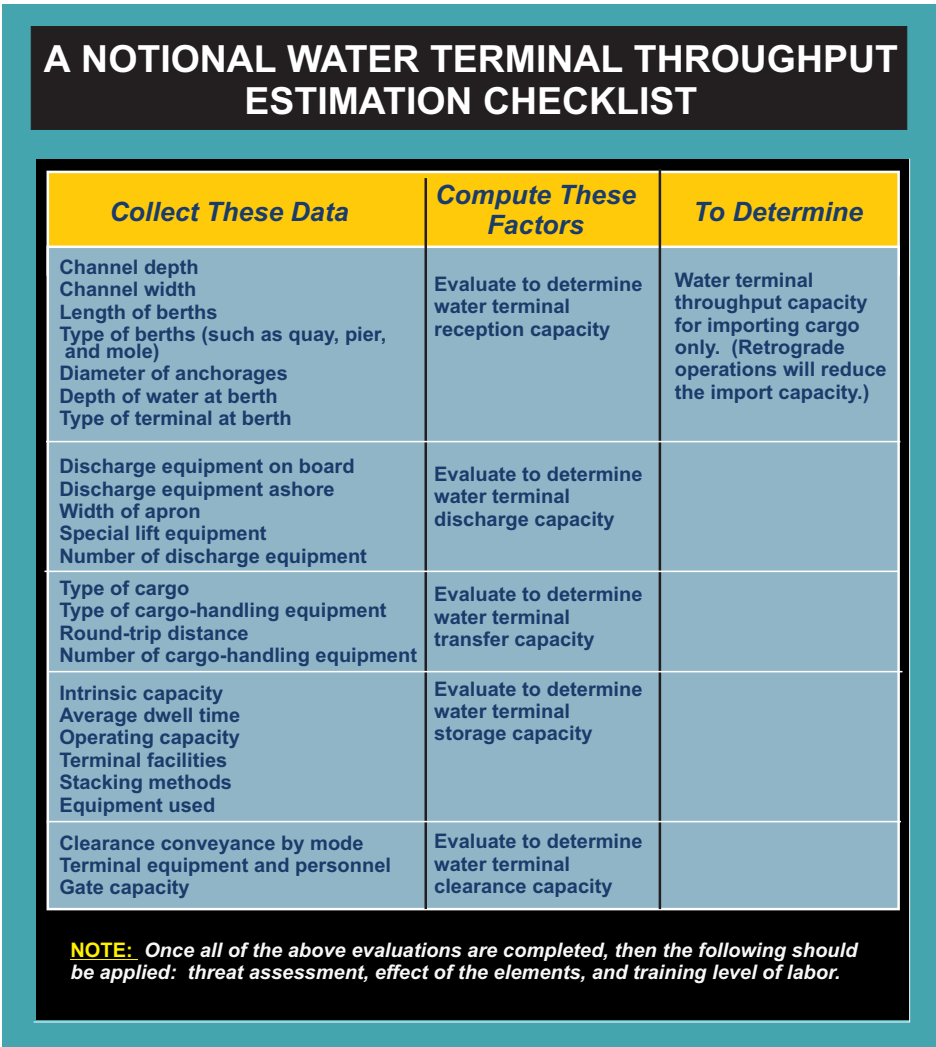 A NOTIONAL WATER TERMINAL THROUGHPUT
ESTIMATION CHECKLIST
Collect These Data
Compute These
Factors
To Determine
Channel depth
Channel width
Length of berths
Type of berths (such as quay, pier,
and mole)
Diameter of anchorages
Depth of water at berth
Type of terminal at berth
Evaluate to determine
water terminal
reception capacity
Water terminal
throughput capacity
for importing cargo
only. (Retrograde
operations will reduce
the import capacity.)
Discharge equipment on board
Discharge equipment ashore
Width of apron
Special lift equipment
Number of discharge equipment
Evaluate to determine
water terminal
discharge capacity
Type of cargo
Type of cargo-handling equipment
Round-trip distance
Number of cargo-handling equipment
Evaluate to determine
water terminal
transfer capacity
Intrinsic capacity
Average dwell time
Operating capacity
Terminal facilities
Stacking methods
Equipment used
Evaluate to determine
water terminal
storage capacity
Clearance conveyance by mode
Terminal equipment and personnel
Gate capacity
Evaluate to determine
water terminal
clearance capacity
NOTE: Once all of the above evaluations are completed, then the following should
be applied: threat assessment, effect of the elements, and training level of labor.